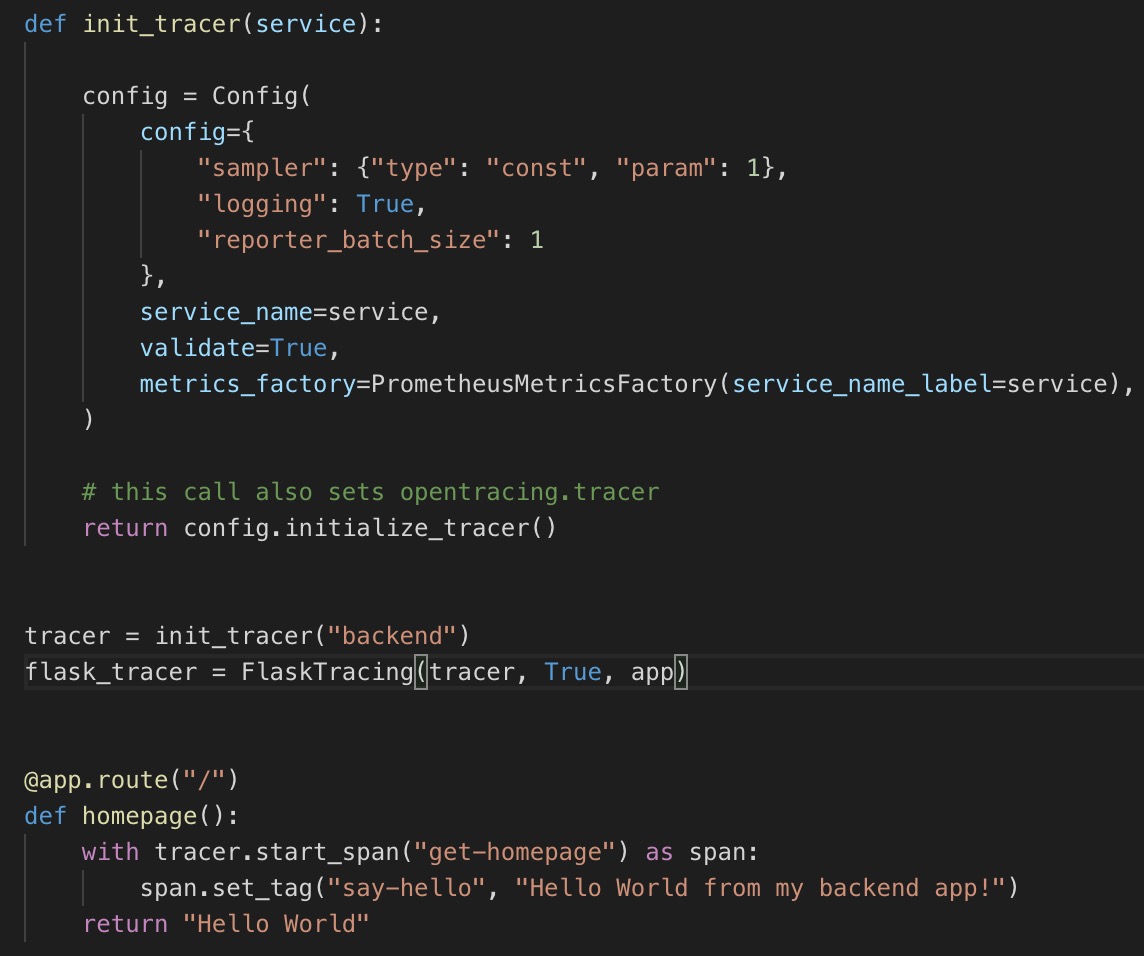 def init_tracer(service):
config = Config(
config={
"sampler": {"type": "const", "param": 1},
"logging": True,
"reporter_batch_size": 1
},
service_name=service,
validate=True,
metrics_factory=PrometheusMetricsFactory(service_name_label=service),
)
# this call also sets opentracing.tracer
return config.initialize_tracer()
tracer = init_tracer("backend")
flask_tracer = FlaskTracing(tracer, True, app)
@app.route("/")
def homepage():
with tracer.start_span("get-homepage") as span:
span.set_tag("say-hello", "Hello World from my backend app!")
return "Hello World"